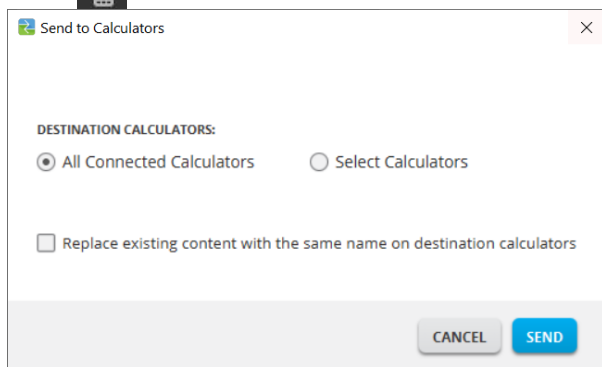 Send to Calculators
DESTINATION CALCULATORS:
All Connected Calculators Select Calculators
Replace existing content with the same name on destination calculators
CANCEL SEND